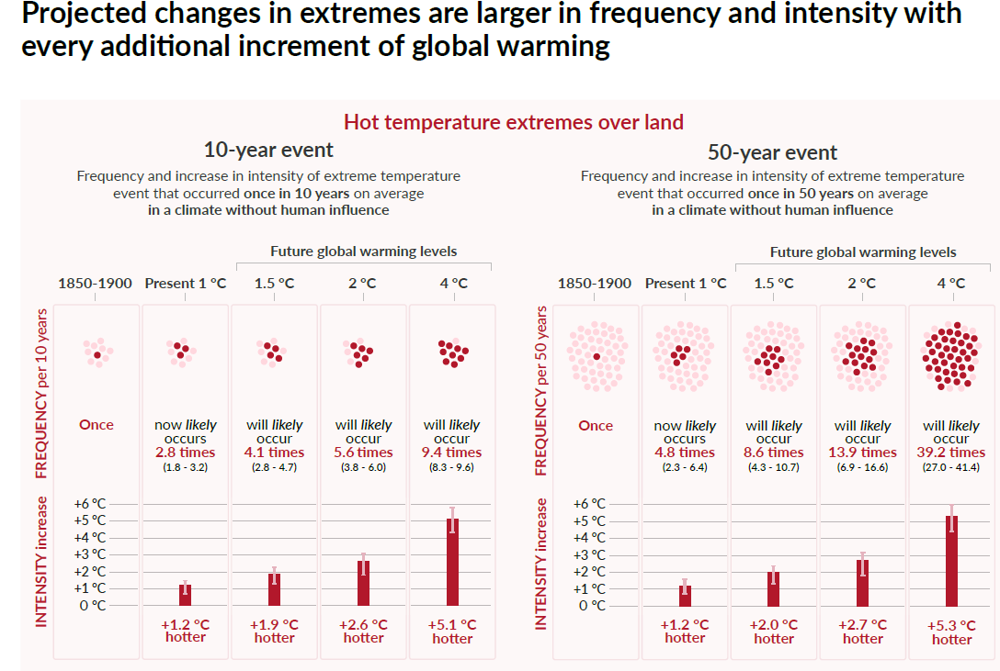 Projected changes in extremes are larger in frequency and intensity with
every additional increment of global warming
Hot temperature extremes over land
10-year event
Frequency and increase in intensity of extreme temperature
event that occurred once in 10 years on average
in a climate without human influence
Future global warming levels
1850-1900 Present 1 °C 1.5 °C 2 °C 4 °C
FREQUENCY per 10 years
Once
now likely
occurs
2.8 times
(1.8 - 3.2)
will likely
occur
4.1 times
(2.8 - 4.7)
will likely
occur
5.6 times
(3.8 - 6.0)
will likely
occur
9.4 times
(8.3 - 9.6)
INTENSITY increase
+6 °C
+5 °C
+4 °C
+3 °C
+2 °C
+1 °C
0 °C
+1.2 °C
hotter
+1.9 °C
hotter
+2.6 °C
hotter
+5.1 °C
hotter
50-year event
Frequency and increase in intensity of extreme temperature
event that occurred once in 50 years on average
in a climate without human influence
Future global warming levels
1850-1900 Present 1 °C 1.5 °C 2 °C 4 °C
FREQUENCY per 50 years
Once
now likely
occurs
4.8 times
(2.3 - 6.4)
will likely
occur
8.6 times
(4.3 - 10.7)
will likely
occur
13.9 times
(6.9 - 16.6)
will likely
occur
39.2 times
(27.0 - 41.4)
INTENSITY increase
+6 °C
+5 °C
+4 °C
+3 °C
+2 °C
+1 °C
0 °C
+1.2 °C
hotter
+2.0 °C
hotter
+2.7 °C
hotter
+5.3 °C
hotter